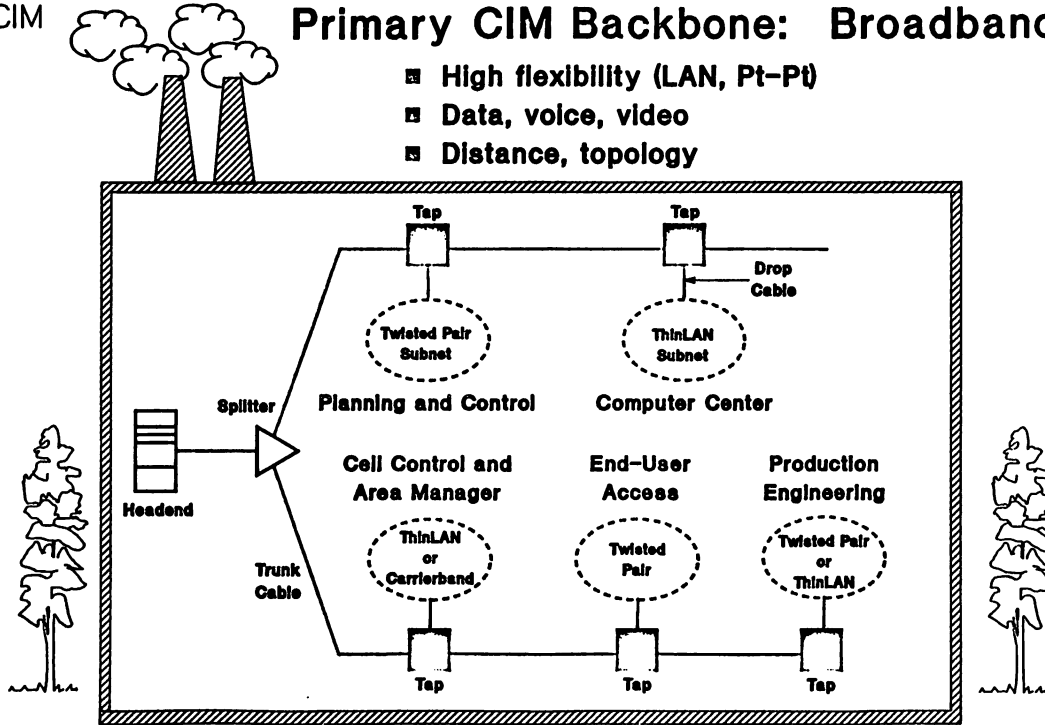 CIM
Primary CIM Backbone: Broadband
High flexibility (LAN, Pt-Pt)
Data, voice, video
Distance, topology
Tap
Tap
Drop
Cable
Twisted Pair
Subnet
ThinLAN
Subnet
Splitter
Planning and Control
Computer Center
Headend
Cell Control and
Area Manager
End-User
Access
Production
Engineering
ThinLAN
or
Carrierband
Twisted
Pair
Twisted Pair
or
ThinLAN
Trunk
Cable
Tap
Tap
Tap